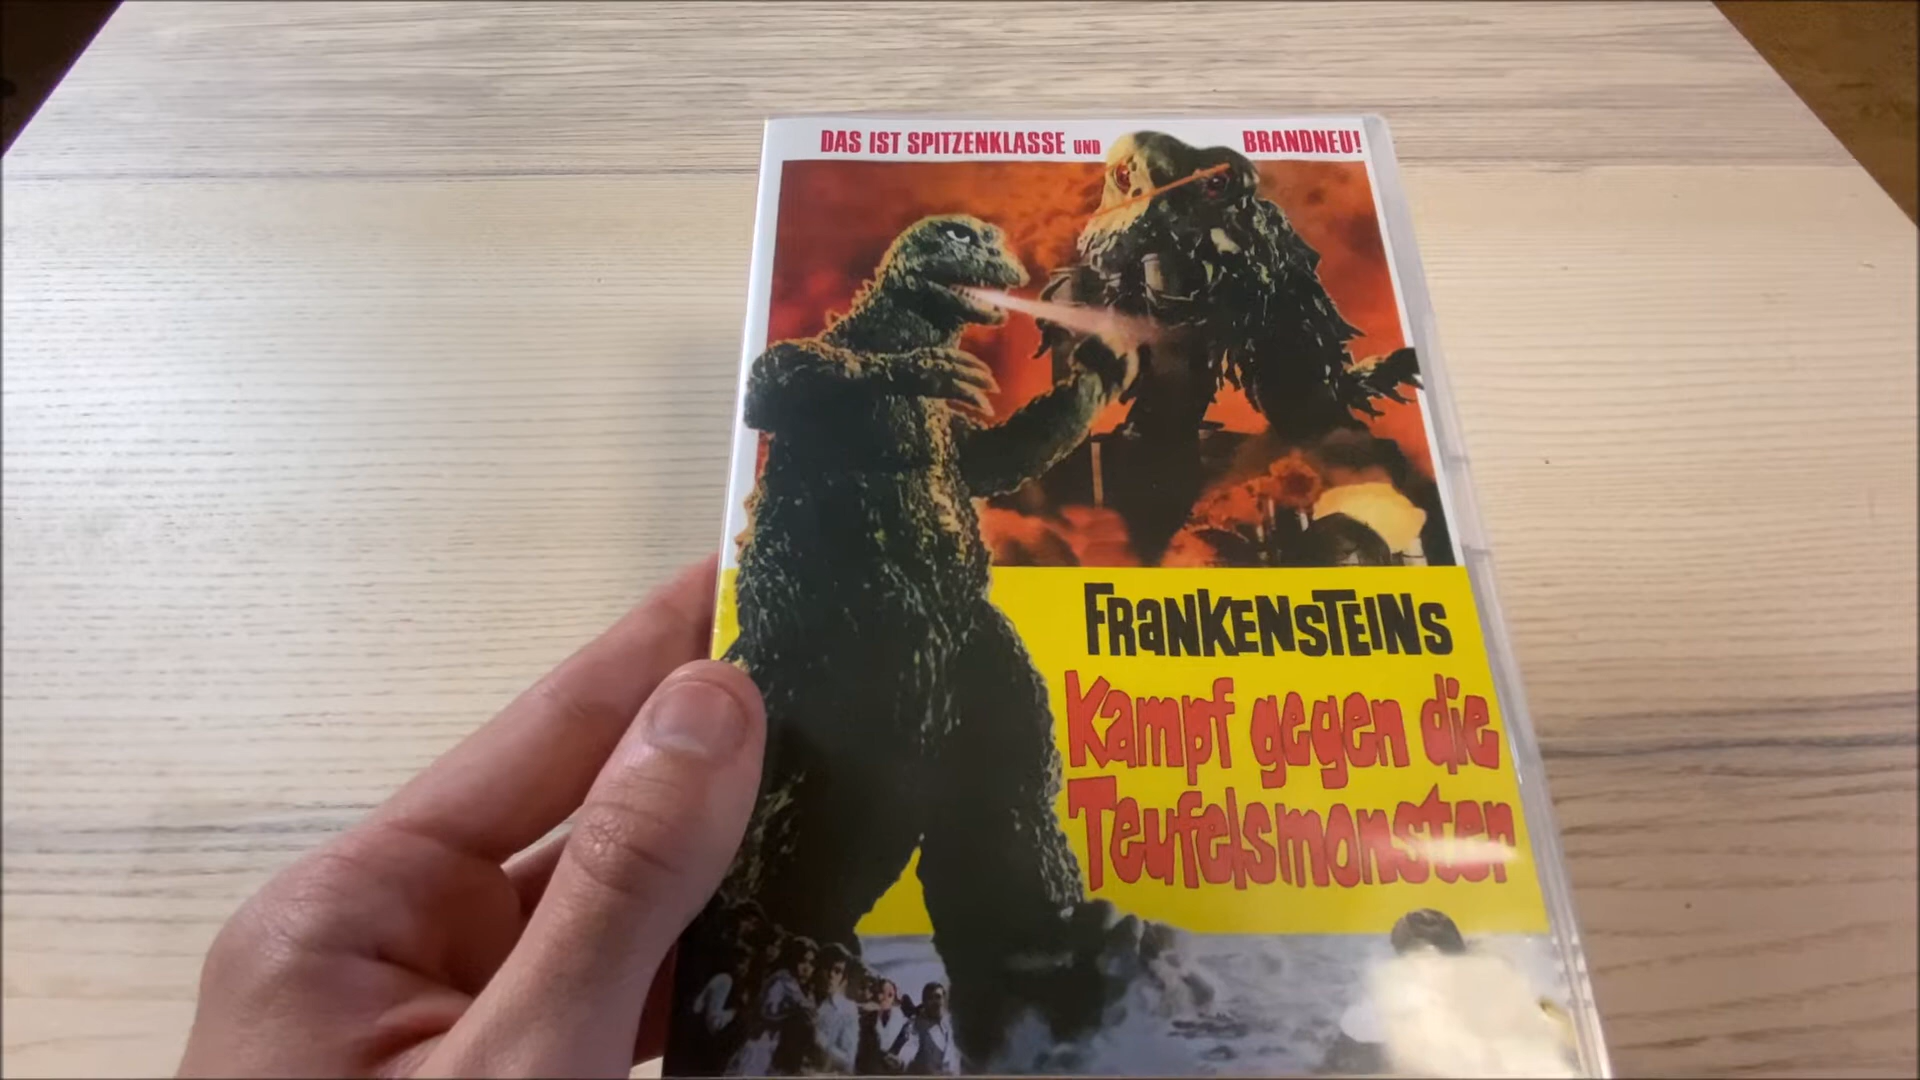 DAS IST SPITZENKLASSE UND BRANDNEU!
FRANKENSTEINS
Kampf gegen die
Teufelsmonster